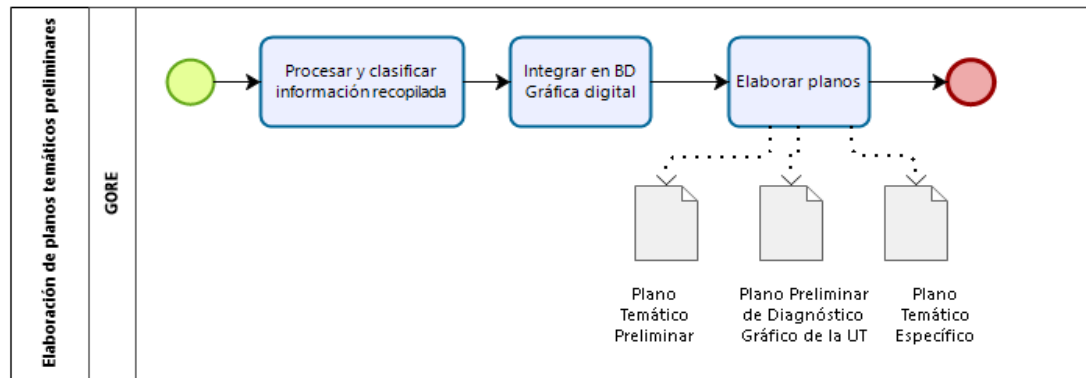 Elaboración de planos temáticos preliminares
GORE
Procesar y clasificar
información recopilada
Integrar en BD
Gráfica digital
Elaborar planos
Plano
Temático
Preliminar
Plano Preliminar
de Diagnóstico
Gráfico de la UT
Plano
Temático
Específico